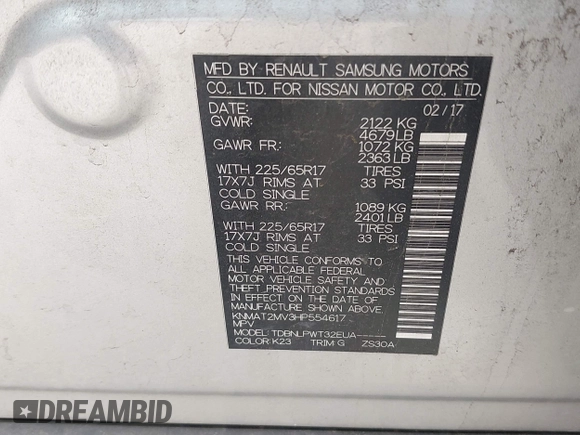 MFD BY RENAULT SAMSUNG MOTORS
CO., LTD. FOR NISSAN MOTOR CO., LTD.
DATE: 02/17
GVWR: 2122 KG
4679 LB
GAWR FR: 1072 KG
2363 LB
WITH 225/65R17 TIRES
17X7J RIMS AT 33 PSI
COLD SINGLE
GAWR RR: 1089 KG
2401 LB
WITH 225/65R17 TIRES
17X7J RIMS AT 33 PSI
COLD SINGLE
THIS VEHICLE CONFORMS TO
ALL APPLICABLE FEDERAL
MOTOR VEHICLE SAFETY AND
THEFT PREVENTION STANDARDS
IN EFFECT ON THE DATE OF
MANUFACTURE SHOWN ABOVE.
KNMAT2MV3HP554617
MPV
MODEL: TDBNLPWT32EUA-----
COLOR: K23 TRIM G ZS30A
DREAMBID